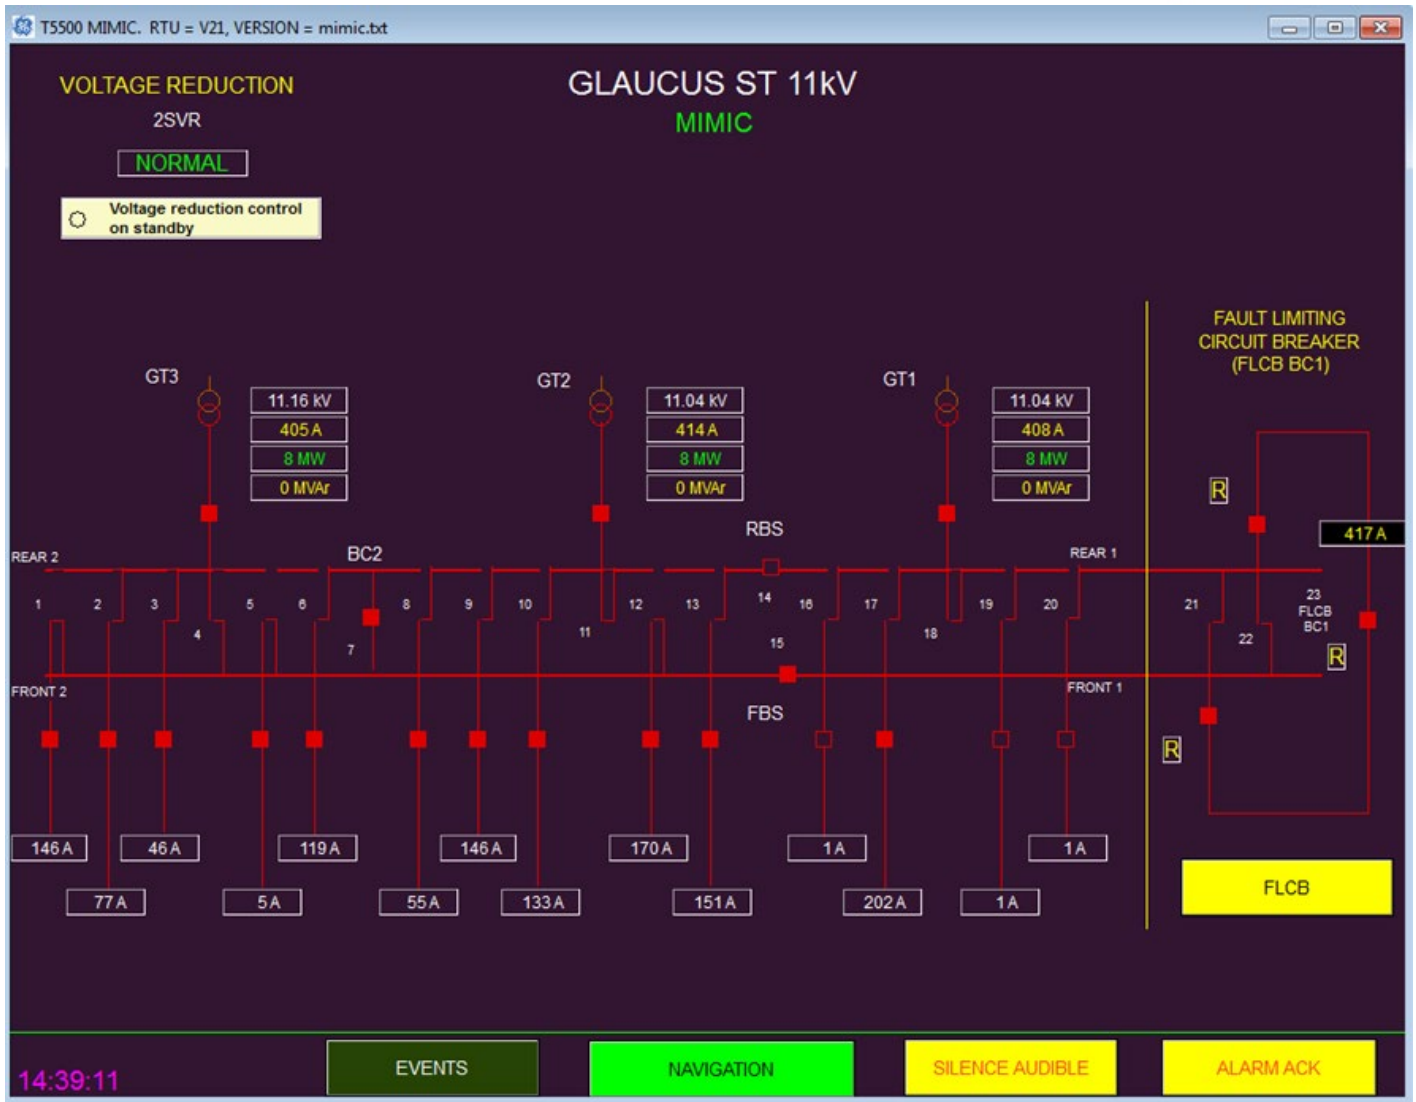 T5500 MIMIC. RTU = V21, VERSION = mimic.txt
VOLTAGE REDUCTION
2SVR
NORMAL
Voltage reduction control
on standby
GLAUCUS ST 11kV
MIMIC
FAULT LIMITING
CIRCUIT BREAKER
(FLCB BC1)
GT3
11.16 kV
405 A
8 MW
0 MVAr
GT2
11.04 kV
414 A
8 MW
0 MVAr
GT1
11.04 kV
408 A
8 MW
0 MVAr
R
417 A
RBS
REAR 2
BC2
REAR 1
1
2
3
4
5
6
7
8
9
10
11
12
13
14
15
16
17
18
19
20
21
22
23
FLCB
BC1
R
FRONT 2
FRONT 1
FBS
R
146 A
46 A
119 A
146 A
170 A
1 A
1 A
77 A
5 A
55 A
133 A
151 A
202 A
1 A
FLCB
14:39:11
EVENTS
NAVIGATION
SILENCE AUDIBLE
ALARM ACK